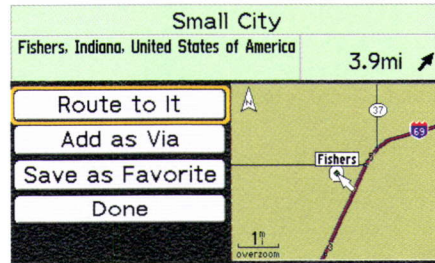 Small City
Fishers, Indiana, United States of America
3.9mi
Route to It
Add as Via
Save as Favorite
Done
N
37
69
Fishers
1m
overzoom